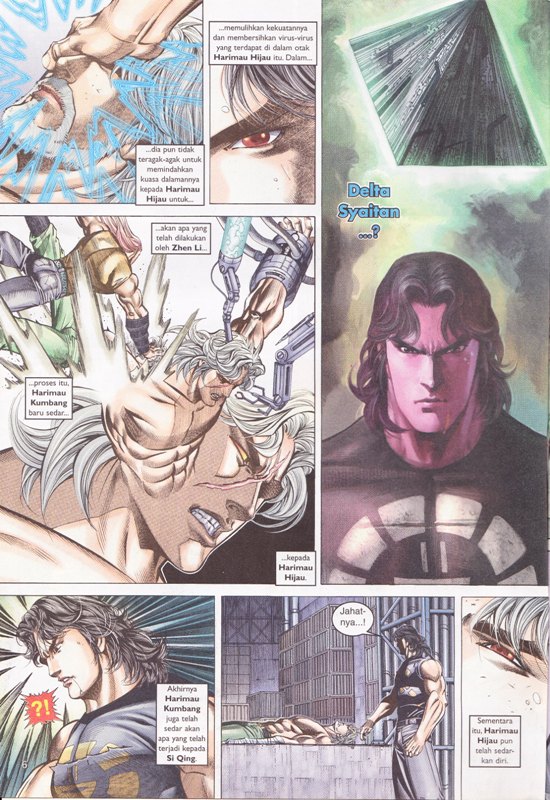 ...memulihkan kekuatannya
dan membersihkan virus-virus
yang terdapat di dalam otak
Harimau Hijau itu. Dalam...
...dia pun tidak
teragak-agak untuk
memindahkan
kuasa dalamannya
kepada Harimau
Hijau untuk...
Delta
Syaitan
...?
...akan apa yang
telah dilakukan
oleh Zhen Li...
...proses itu,
Harimau
Kumbang
baru sedar...
...kepada
Harimau
Hijau.
?!
Akhirnya
Harimau
Kumbang
juga telah
sedar akan
apa yang telah
terjadi kepada
Si Qing.
Jahat-
nya...!
Sementara
itu, Harimau
Hijau pun
telah sedar-
kan diri.
6